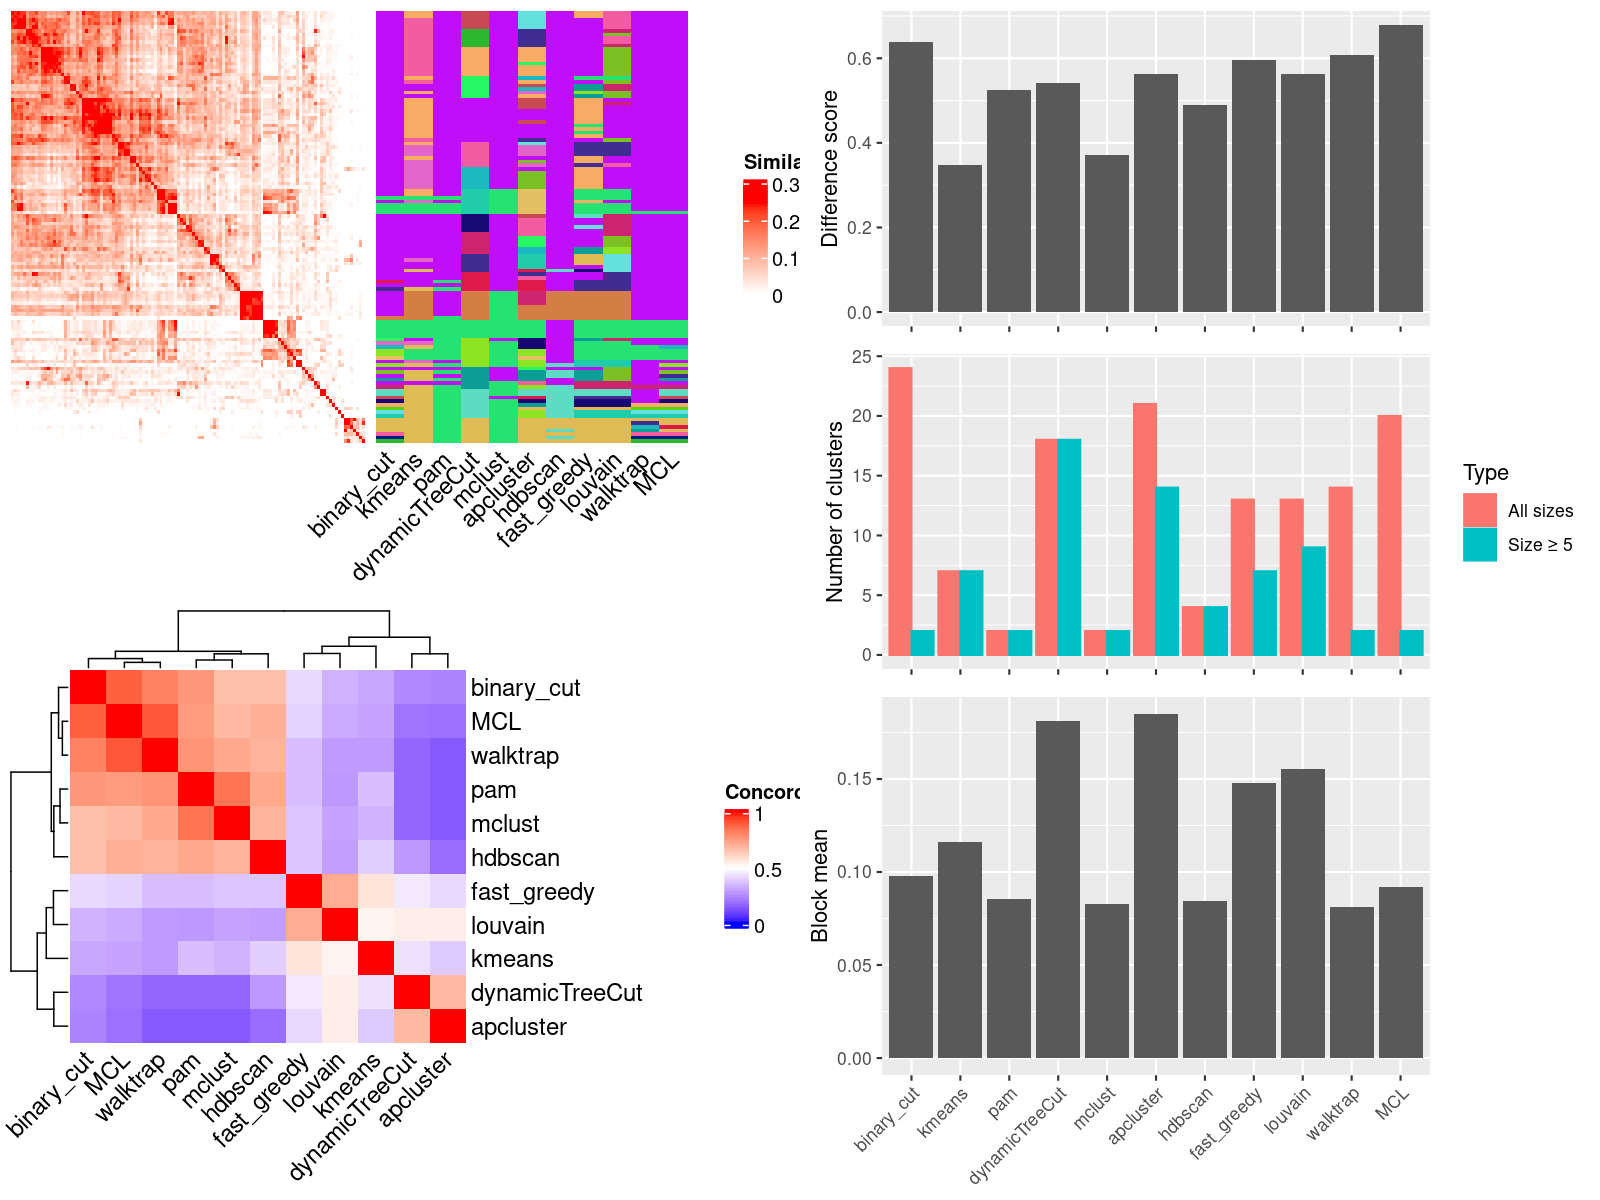 Simila
0.3
0.2
0.1
0
binary_cut
kmeans
pam
dynamicTreeCut
mclust
apcluster
hdbscan
fast_greedy
louvain
walktrap
MCL
Difference score
0.6
0.4
0.2
0.0
Number of clusters
25
20
15
10
5
0
Type
All sizes
Size ≥ 5
binary_cut
MCL
walktrap
pam
mclust
hdbscan
fast_greedy
louvain
kmeans
dynamicTreeCut
apcluster
binary_cut
MCL
walktrap
pam
mclust
hdbscan
fast_greedy
louvain
kmeans
dynamicTreeCut
apcluster
Concord
1
0.5
0
Block mean
0.15
0.10
0.05
0.00
binary_cut
kmeans
pam
dynamicTreeCut
mclust
apcluster
hdbscan
fast_greedy
louvain
walktrap
MCL